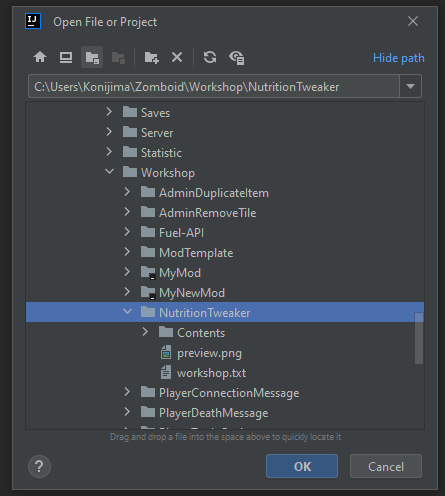 IJ Open File or Project
Hide path
C:\Users\Konijima\Zomboid\Workshop\NutritionTweaker
Saves
Server
Statistic
Workshop
AdminDuplicateItem
AdminRemoveTile
Fuel-API
ModTemplate
MyMod
MyNewMod
NutritionTweaker
Contents
preview.png
workshop.txt
PlayerConnectionMessage
PlayerDeathMessage
Drag and drop a file into the space above to quickly locate it
? OK Cancel